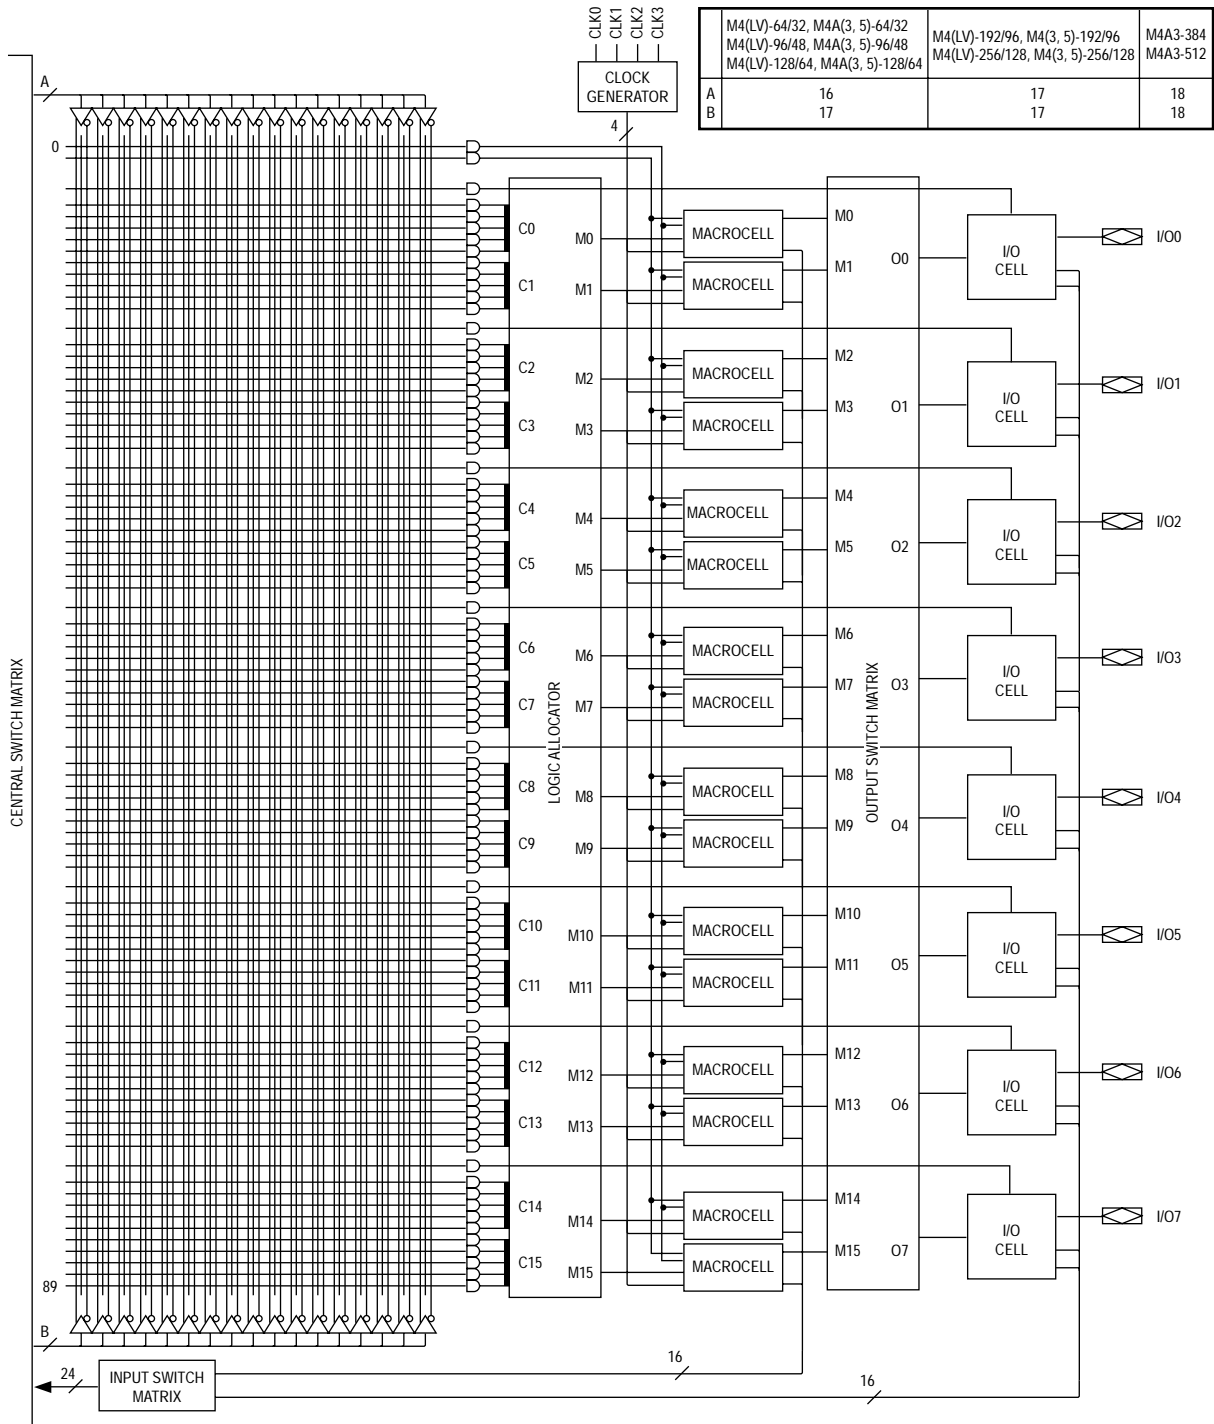 CLK0
CLK1
CLK2
CLK3
M4(LV)-64/32, M4A(3, 5)-64/32
M4(LV)-96/48, M4A(3, 5)-96/48
M4(LV)-128/64, M4A(3, 5)-128/64
M4(LV)-192/96, M4(3, 5)-192/96
M4(LV)-256/128, M4(3, 5)-256/128
M4A3-384
M4A3-512
A 16 17 18
B 17 17 18
CLOCK
GENERATOR
4
A
0
CENTRAL SWITCH MATRIX
LOGIC ALLOCATOR
OUTPUT SWITCH MATRIX
C0
M0
MACROCELL
M0
C1
M1
MACROCELL
M1
O0
I/O
CELL
I/O0
C2
M2
MACROCELL
M2
C3
M3
MACROCELL
M3
O1
I/O
CELL
I/O1
C4
M4
MACROCELL
M4
C5
M5
MACROCELL
M5
O2
I/O
CELL
I/O2
C6
M6
MACROCELL
M6
C7
M7
MACROCELL
M7
O3
I/O
CELL
I/O3
C8
M8
MACROCELL
M8
C9
M9
MACROCELL
M9
O4
I/O
CELL
I/O4
C10
M10
MACROCELL
M10
C11
M11
MACROCELL
M11
O5
I/O
CELL
I/O5
C12
M12
MACROCELL
M12
C13
M13
MACROCELL
M13
O6
I/O
CELL
I/O6
C14
M14
MACROCELL
M14
C15
M15
MACROCELL
M15
O7
I/O
CELL
I/O7
89
B
24
INPUT SWITCH
MATRIX
16
16